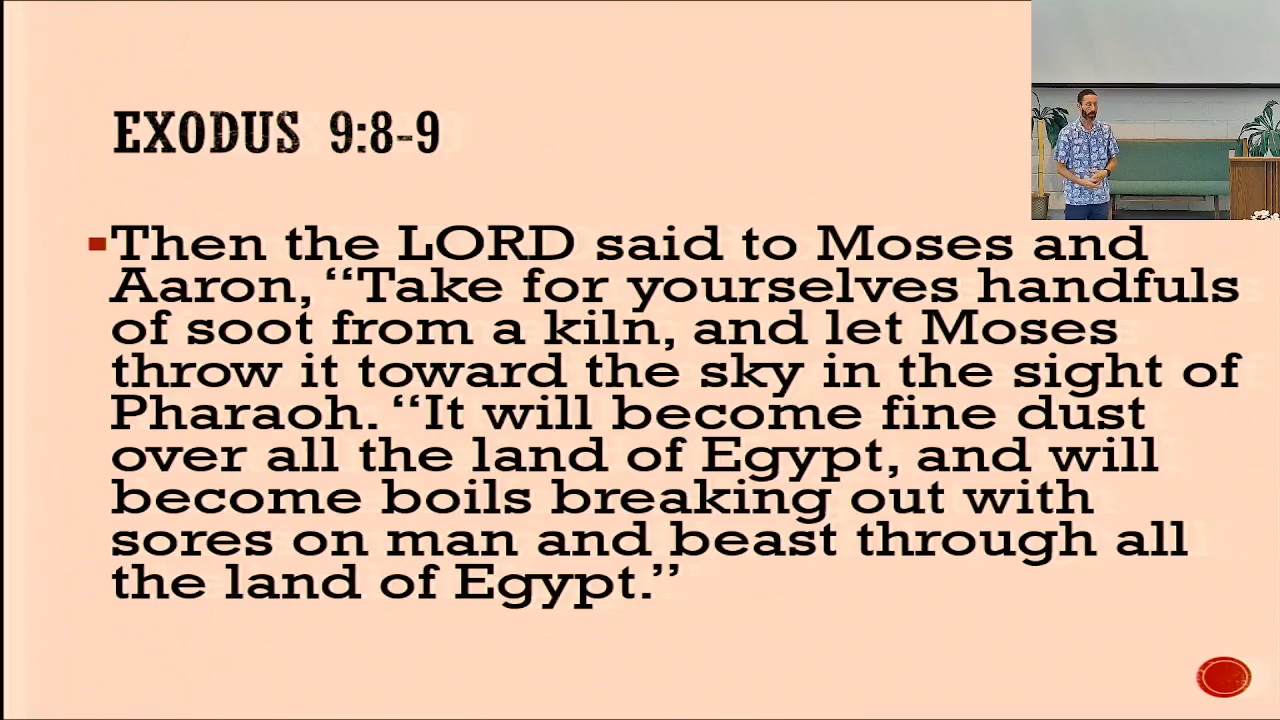 EXODUS 9:8-9
Then the LORD said to Moses and
Aaron, “Take for yourselves handfuls
of soot from a kiln, and let Moses
throw it toward the sky in the sight of
Pharaoh. “It will become fine dust
over all the land of Egypt, and will
become boils breaking out with
sores on man and beast through all
the land of Egypt.”